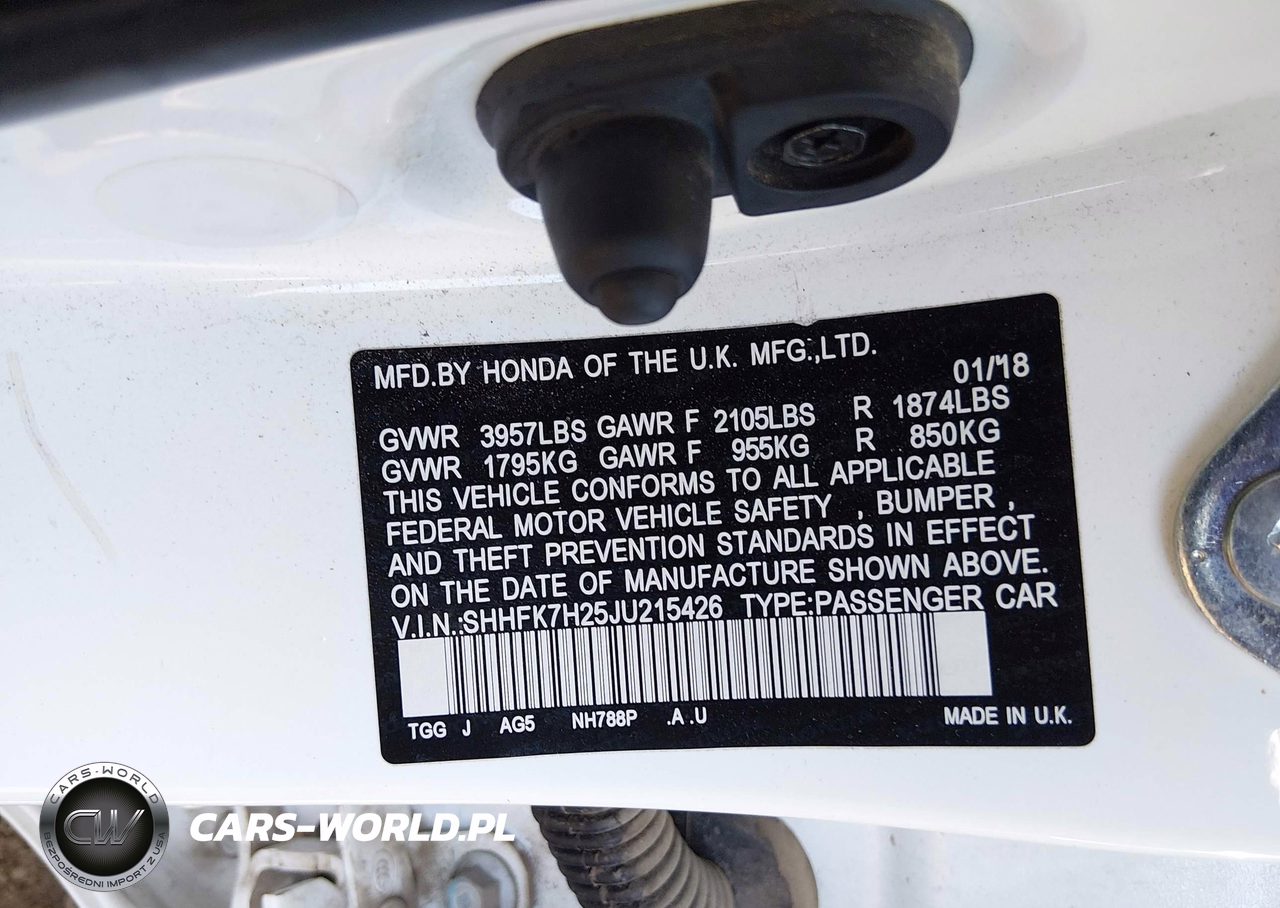 MFD.BY HONDA OF THE U.K. MFG.,LTD.
01/'18
GVWR 3957LBS GAWR F 2105LBS R 1874LBS
GVWR 1795KG GAWR F 955KG R 850KG
THIS VEHICLE CONFORMS TO ALL APPLICABLE
FEDERAL MOTOR VEHICLE SAFETY , BUMPER ,
AND THEFT PREVENTION STANDARDS IN EFFECT
ON THE DATE OF MANUFACTURE SHOWN ABOVE.
V.I.N.:SHHFK7H25JU215426 TYPE:PASSENGER CAR
TGG J AG5 NH788P .A .U MADE IN U.K.
CARS-WORLD
CW
BEZPOŚREDNI IMPORT Z USA
CARS-WORLD.PL